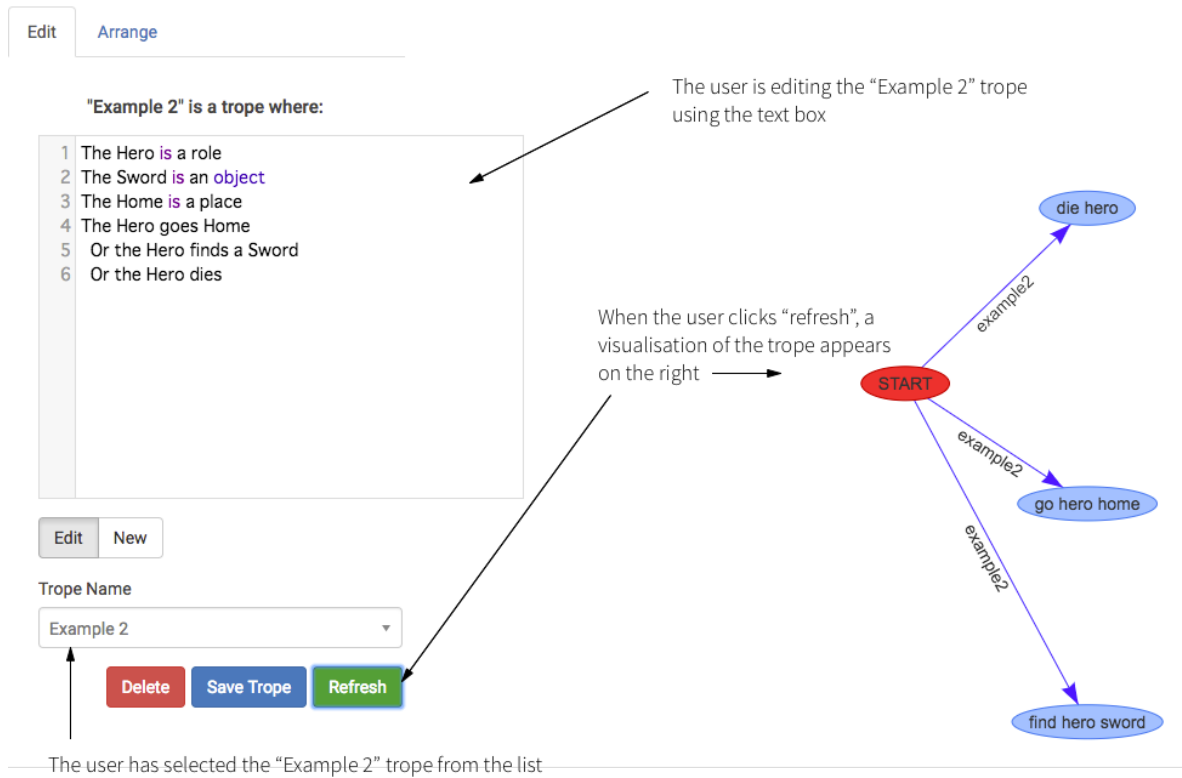 Edit
Arrange
"Example 2" is a trope where:
1 The Hero is a role
2 The Sword is an object
3 The Home is a place
4 The Hero goes Home
5 Or the Hero finds a Sword
6 Or the Hero dies
Edit
New
Trope Name
Example 2
Delete
Save Trope
Refresh
The user has selected the “Example 2” trope from the list
The user is editing the “Example 2” trope
using the text box
When the user clicks “refresh”, a
visualisation of the trope appears
on the right
die hero
example2
START
example2
go hero home
example2
find hero sword